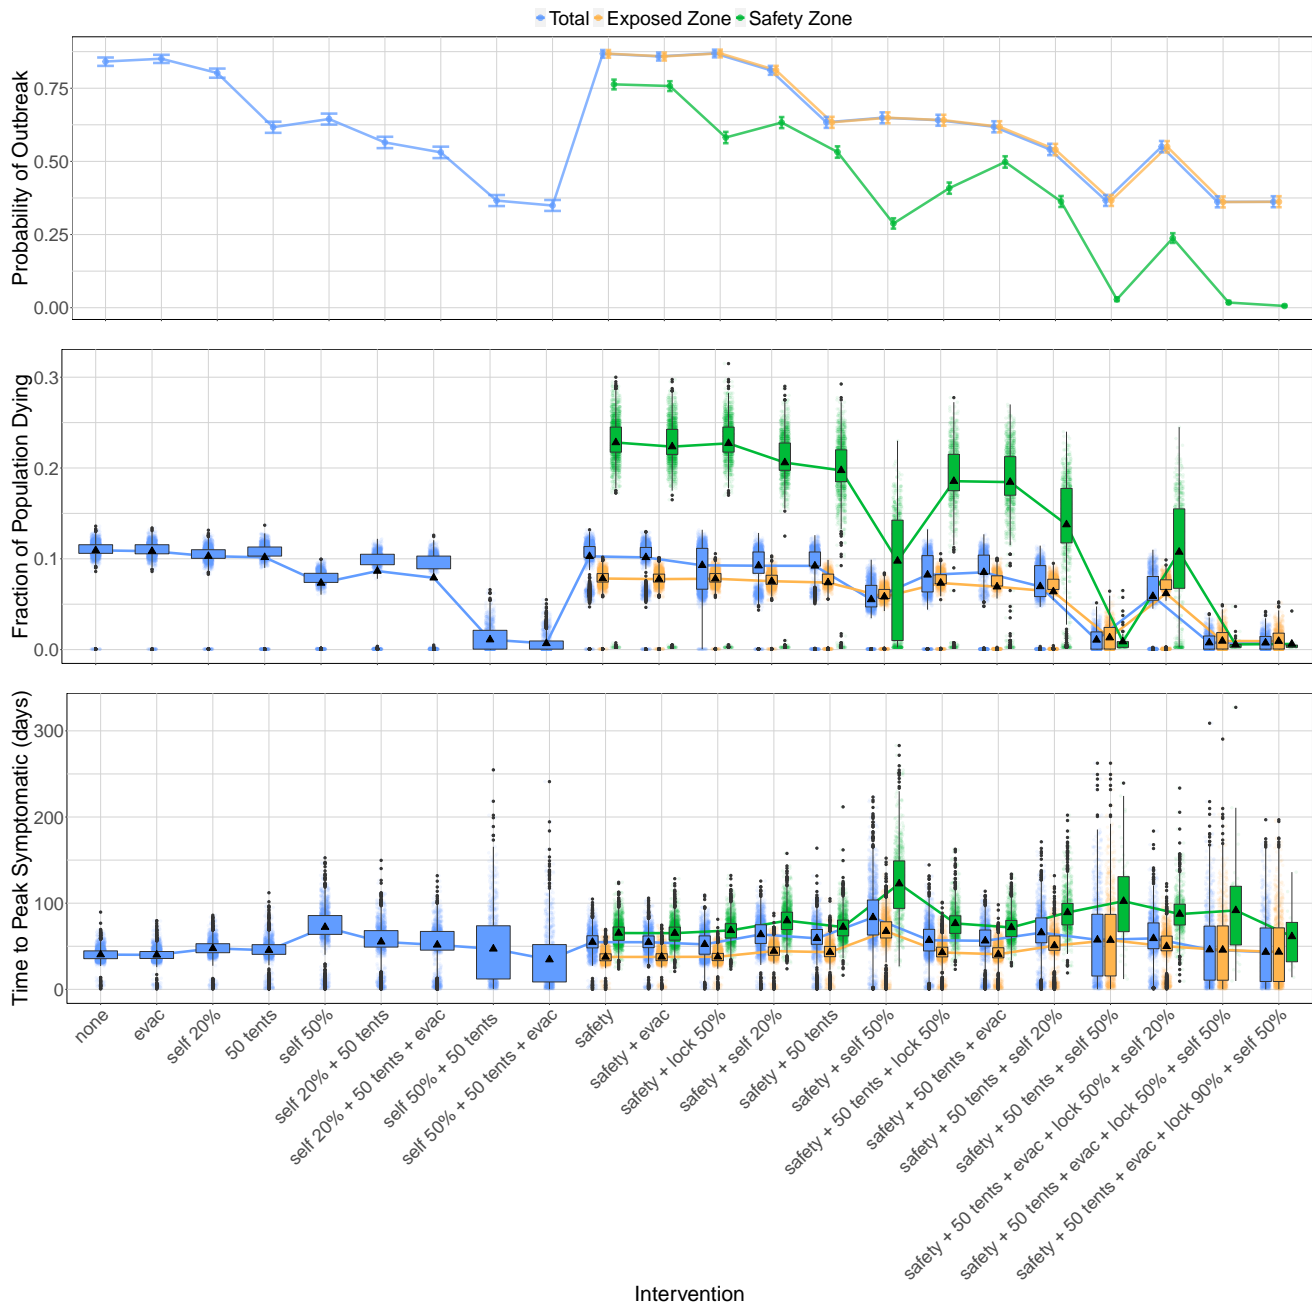 Total Exposed Zone Safety Zone
Probability of Outbreak
0.75
0.50
0.25
0.00
Fraction of Population Dying
0.3
0.2
0.1
0.0
Time to Peak Symptomatic (days)
300
200
100
0
none
evac
self 20%
50 tents
self 50%
self 20% + 50 tents
self 20% + 50 tents + evac
self 50% + 50 tents
self 50% + 50 tents + evac
safety
safety + evac
safety + lock 50%
safety + self 20%
safety + 50 tents
safety + self 50%
safety + 50 tents + lock 50%
safety + 50 tents + evac
safety + 50 tents + self 20%
safety + 50 tents + self 50%
safety + 50 tents + evac + lock 50% + self 20%
safety + 50 tents + evac + lock 50% + self 50%
safety + 50 tents + evac + lock 90% + self 50%
Intervention